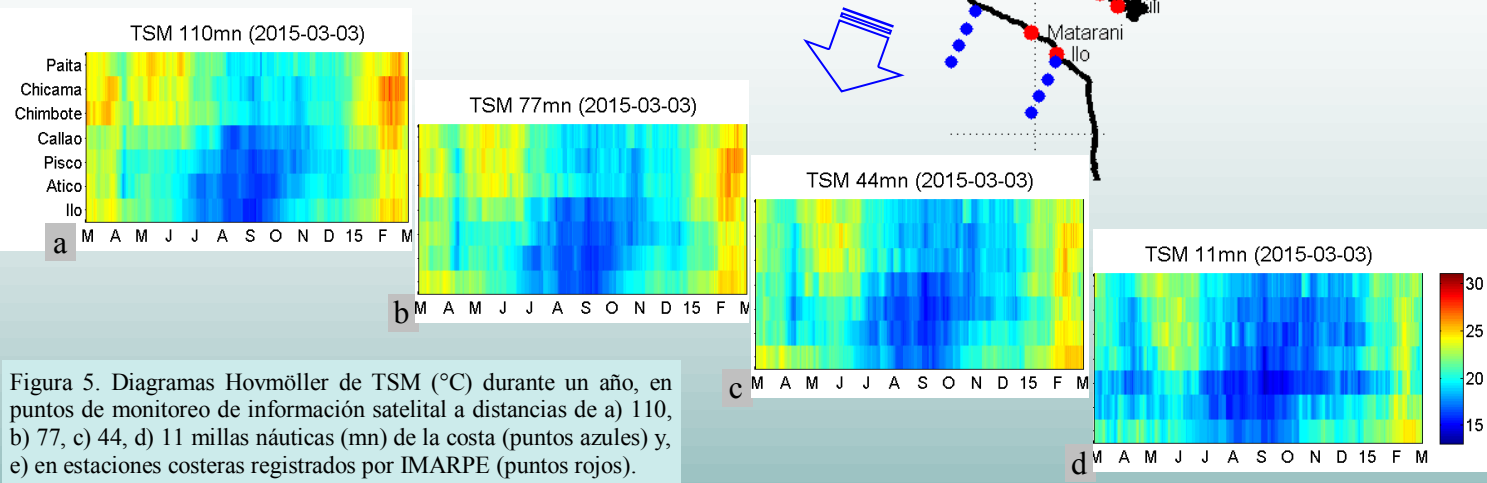 TSM 110mn (2015-03-03)
Paita
Chicama
Chimbote
Callao
Pisco
Atico
Ilo
M A M J J A S O N D 15 F M
a
TSM 77mn (2015-03-03)
M A M J J A S O N D 15 F M
b
Matarani
Ilo
TSM 44mn (2015-03-03)
M A M J J A S O N D 15 F M
c
TSM 11mn (2015-03-03)
M A M J J A S O N D 15 F M
d
30
25
20
15
Figura 5. Diagramas Hovmöller de TSM (°C) durante un año, en
puntos de monitoreo de información satelital a distancias de a) 110,
b) 77, c) 44, d) 11 millas náuticas (mn) de la costa (puntos azules) y,
e) en estaciones costeras registrados por IMARPE (puntos rojos).